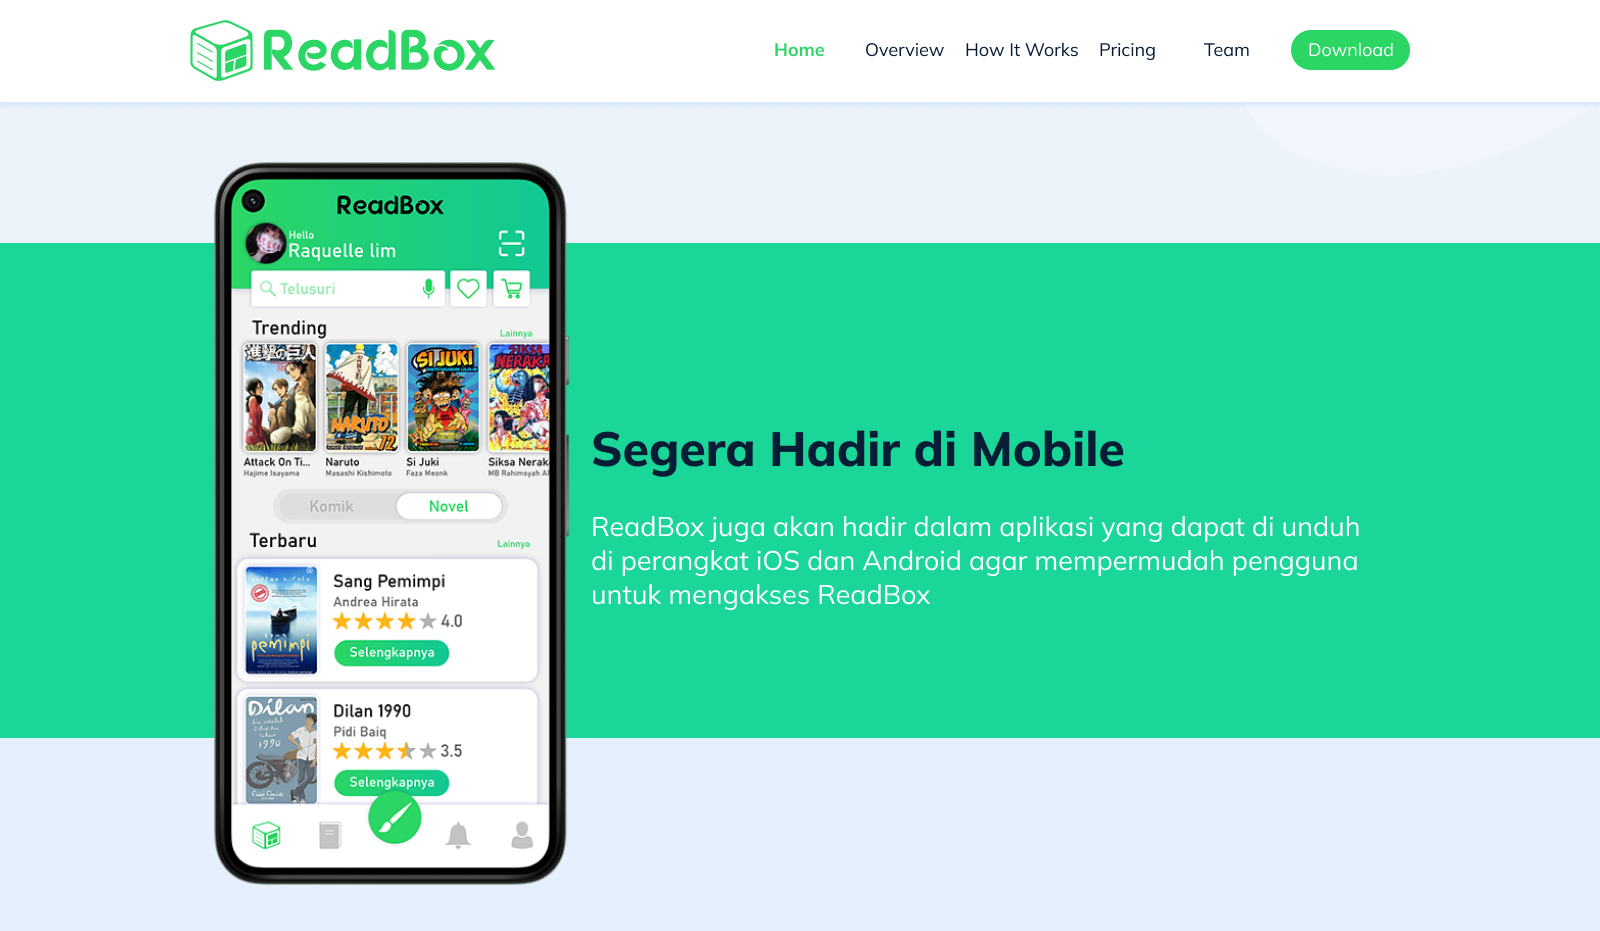 ReadBox
Home Overview How It Works Pricing Team Download
ReadBox
Hello
Raquelle lim
Telusuri
Trending
Lainnya
進撃の巨人
NARUTO
72
SI JUKI
SIKSA
NERAKA
Attack On Ti...
Hajime Isayama
Naruto
Masashi Kishimoto
Si Juki
Faza Meonk
Siksa Nerak
MB Rahimsyah A
Komik Novel
Terbaru
Lainnya
andrea hirata
pemimpi
Sang Pemimpi
Andrea Hirata
4.0
Selengkapnya
Dilan
1990
Dilan 1990
Pidi Baiq
3.5
Selengkapnya
Segera Hadir di Mobile
ReadBox juga akan hadir dalam aplikasi yang dapat di unduh
di perangkat iOS dan Android agar mempermudah pengguna
untuk mengakses ReadBox